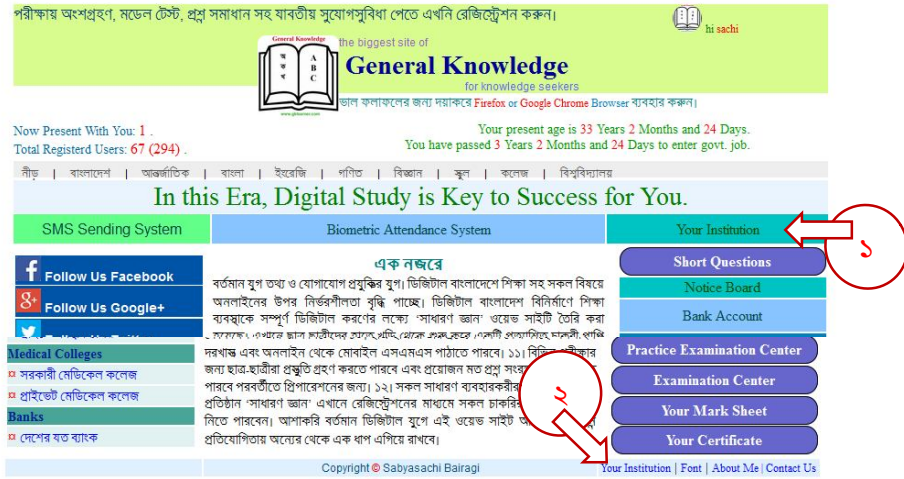 পরীক্ষায় অংশগ্রহণ, মডেল টেস্ট, প্রশ্ন সমাধান সহ যাবতীয় সুযোগসুবিধা পেতে এখনি রেজিস্ট্রেশন করুন।
hi sachi
General Knowledge
অ A
ক B
C
www.gklearner.com
the biggest site of
General Knowledge
for knowledge seekers
ভাল ফলাফলের জন্য দয়াকরে Firefox or Google Chrome Browser ব্যবহার করুন।
Now Present With You: 1 .
Total Registerd Users: 67 (294) .
Your present age is 33 Years 2 Months and 24 Days.
You have passed 3 Years 2 Months and 24 Days to enter govt. job.
নীড় | বাংলাদেশ | আন্তর্জাতিক | বাংলা | ইংরেজি | গণিত | বিজ্ঞান | স্কুল | কলেজ | বিশ্ববিদ্যালয়
In this Era, Digital Study is Key to Success for You.
SMS Sending System
Biometric Attendance System
Your Institution
১
Follow Us Facebook
Follow Us Google+
এক নজরে
বর্তমান যুগ তথ্য ও যোগাযোগ প্রযুক্তির যুগ। ডিজিটাল বাংলাদেশে শিক্ষা সহ সকল বিষয়ে
অনলাইনের উপর নির্ভরশীলতা বৃদ্ধি পাচ্ছে। ডিজিটাল বাংলাদেশ বিনির্মাণে শিক্ষা
ব্যবস্থাকে সম্পূর্ণ ডিজিটাল করণের লক্ষ্যে ‘সাধারণ জ্ঞান’ ওয়েভ সাইটি তৈরি করা
Short Questions
Notice Board
Bank Account
Medical Colleges
¤ সরকারী মেডিকেল কলেজ
¤ প্রাইভেট মেডিকেল কলেজ
Banks
¤ দেশের যত ব্যাংক
দরখাস্ত এবং অনলাইন থেকে মোবাইল এসএমএস পাঠাতে পারবে। ১১। বিভিন্ন পরীক্ষার
জন্য ছাত্র-ছাত্রীরা প্রস্তুতি গ্রহণ করতে পারবে এবং প্রয়োজন মত প্রশ্ন
পারবে পরবর্তীতে প্রিপারেশনের জন্য। ১২। সকল সাধারণ ব্যবহারকারীরা
প্রতিষ্ঠান ‘সাধারণ জ্ঞান’ এখানে রেজিস্ট্রেশনের মাধ্যমে সকল
নিতে পারবেন। আশাকরি বর্তমান ডিজিটাল যুগে এই ওয়েভ সাইট
প্রতিযোগিতায় অন্যের থেকে এক ধাপ এগিয়ে রাখবে।
২
Practice Examination Center
Examination Center
Your Mark Sheet
Your Certificate
Copyright © Sabyasachi Bairagi
Your Institution | Font | About Me | Contact Us